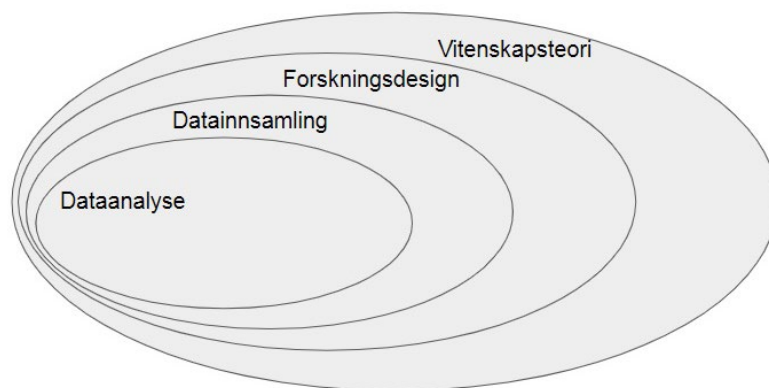 Vitenskapsteori
Forskningsdesign
Datainnsamling
Dataanalyse